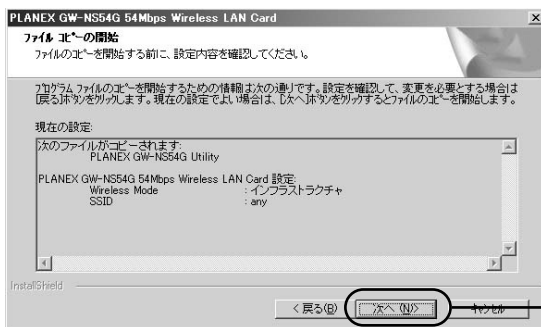 PLANEX GW-NS54G 54Mbps Wireless LAN Card
ﾌｧｲﾙ ｺﾋﾟｰの開始
ﾌｧｲﾙのｺﾋﾟｰを開始する前に、設定内容を確認してください。
ﾌﾟﾛｸﾞﾗﾑ ﾌｧｲﾙのｺﾋﾟｰを開始するための情報は次の通りです。設定を確認して、変更を必要とする場合は
[戻る]ﾎﾞﾀﾝをｸﾘｯｸします。現在の設定でよい場合は、[次へ]ﾎﾞﾀﾝをｸﾘｯｸするとﾌｧｲﾙのｺﾋﾟｰを開始します。
現在の設定:
次のファイルがコピーされます:
PLANEX GW-NS54G Utility
PLANEX GW-NS54G 54Mbps Wireless LAN Card 設定:
Wireless Mode : インフラストラクチャ
SSID : any
InstallShield
< 戻る(B) 次へ(N)> キャンセル